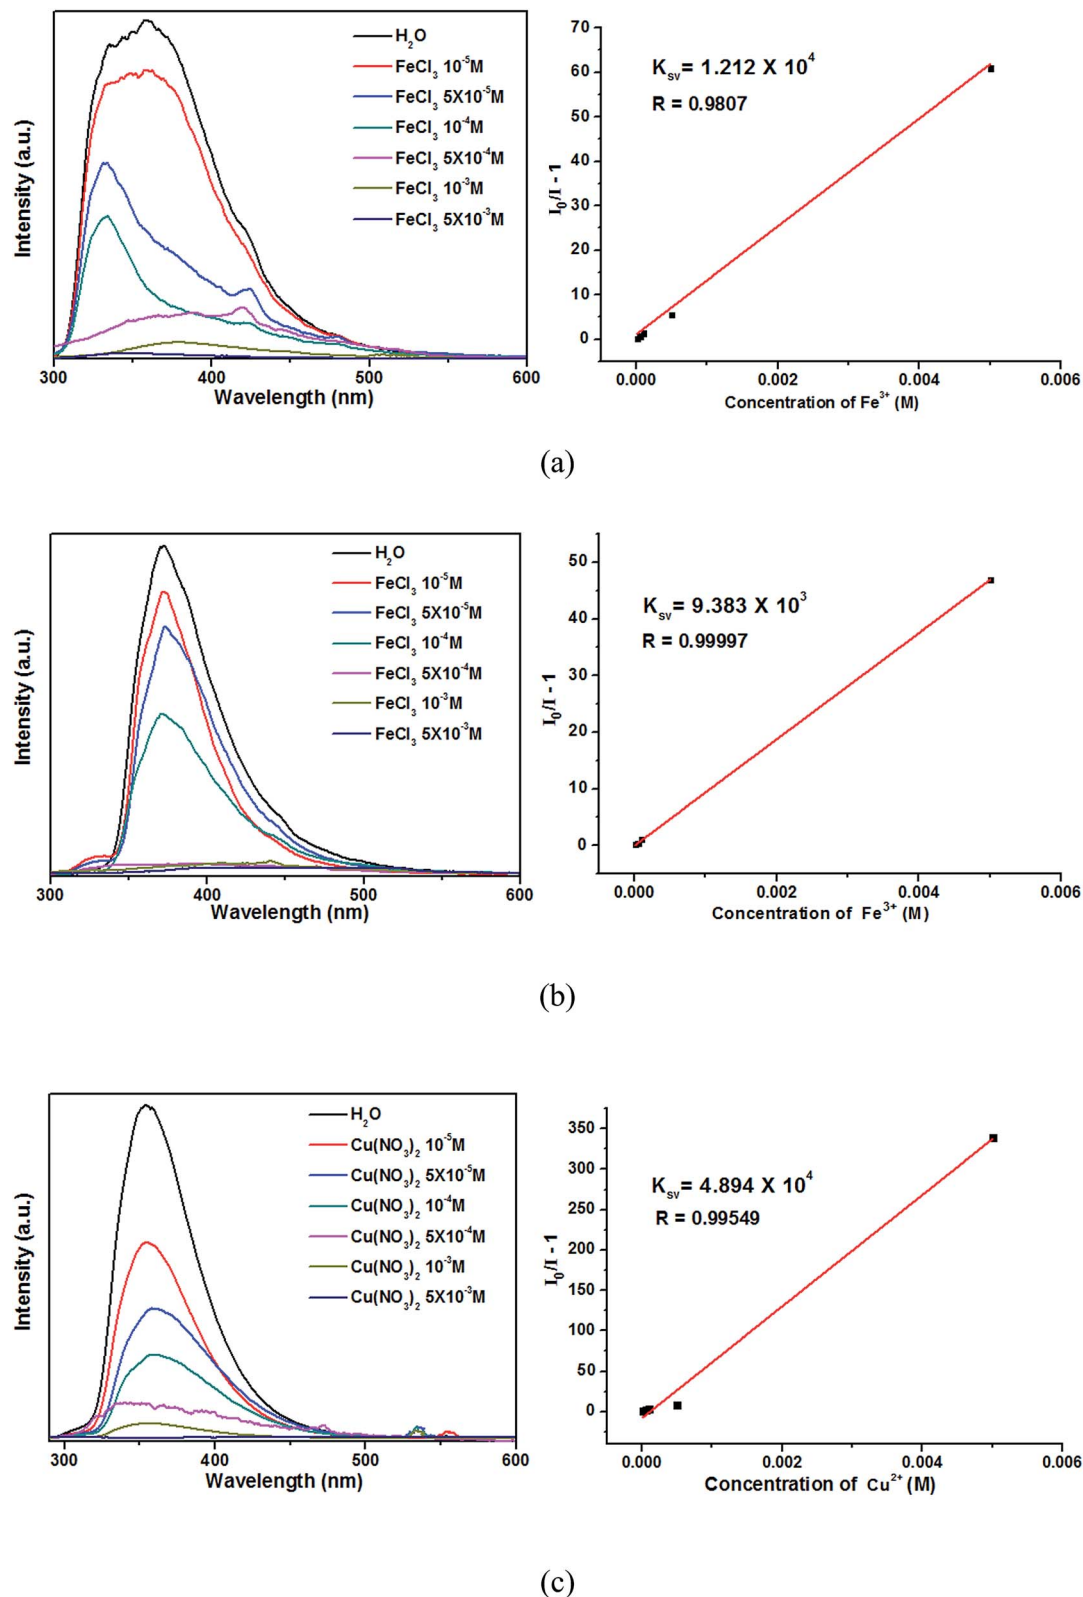 H₂O
FeCl₃ 10⁻⁵M
FeCl₃ 5X10⁻⁵M
FeCl₃ 10⁻⁴M
FeCl₃ 5X10⁻⁴M
FeCl₃ 10⁻³M
FeCl₃ 5X10⁻³M
Intensity (a.u.)
300 400 500 600
Wavelength (nm)
70
60
50
40
30
20
10
0
I₀/I - 1
Kₛᵥ= 1.212 X 10⁴
R = 0.9807
0.000 0.002 0.004 0.006
Concentration of Fe³⁺ (M)
(a)
H₂O
FeCl₃ 10⁻⁵M
FeCl₃ 5X10⁻⁵M
FeCl₃ 10⁻⁴M
FeCl₃ 5X10⁻⁴M
FeCl₃ 10⁻³M
FeCl₃ 5X10⁻³M
Intensity (a.u.)
300 400 500 600
Wavelength (nm)
50
40
30
20
10
0
I₀/I - 1
Kₛᵥ= 9.383 X 10³
R = 0.99997
0.000 0.002 0.004 0.006
Concentration of Fe³⁺ (M)
(b)
H₂O
Cu(NO₃)₂ 10⁻⁵M
Cu(NO₃)₂ 5X10⁻⁵M
Cu(NO₃)₂ 10⁻⁴M
Cu(NO₃)₂ 5X10⁻⁴M
Cu(NO₃)₂ 10⁻³M
Cu(NO₃)₂ 5X10⁻³M
Intensity (a.u.)
300 400 500 600
Wavelength (nm)
350
300
250
200
150
100
50
0
I₀/I - 1
Kₛᵥ= 4.894 X 10⁴
R = 0.99549
0.000 0.002 0.004 0.006
Concentration of Cu²⁺ (M)
(c)